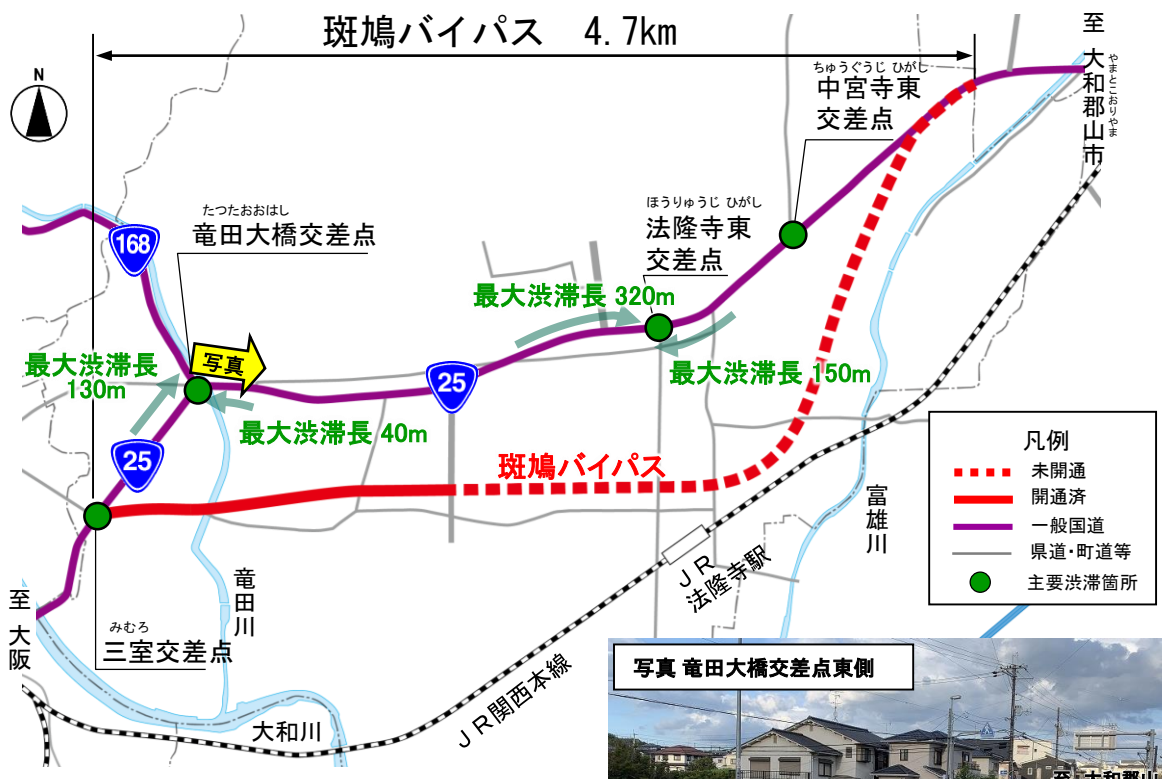 斑鳩バイパス 4.7km
至 大和郡山市
やまとこおりやま
N
ちゅうぐうじ ひがし
中宮寺東
交差点
たつたおおはし
竜田大橋交差点
ほうりゅうじ ひがし
法隆寺東
交差点
168
最大渋滞長 320m
写真
最大渋滞長
130m
25
最大渋滞長 150m
最大渋滞長 40m
25
斑鳩バイパス
凡例
未開通
開通済
一般国道
県道・町道等
主要渋滞箇所
富雄川
JR
法隆寺駅
竜田川
至 大阪
みむろ
三室交差点
大和川
JR関西本線
写真 竜田大橋交差点東側
至 大和郡山